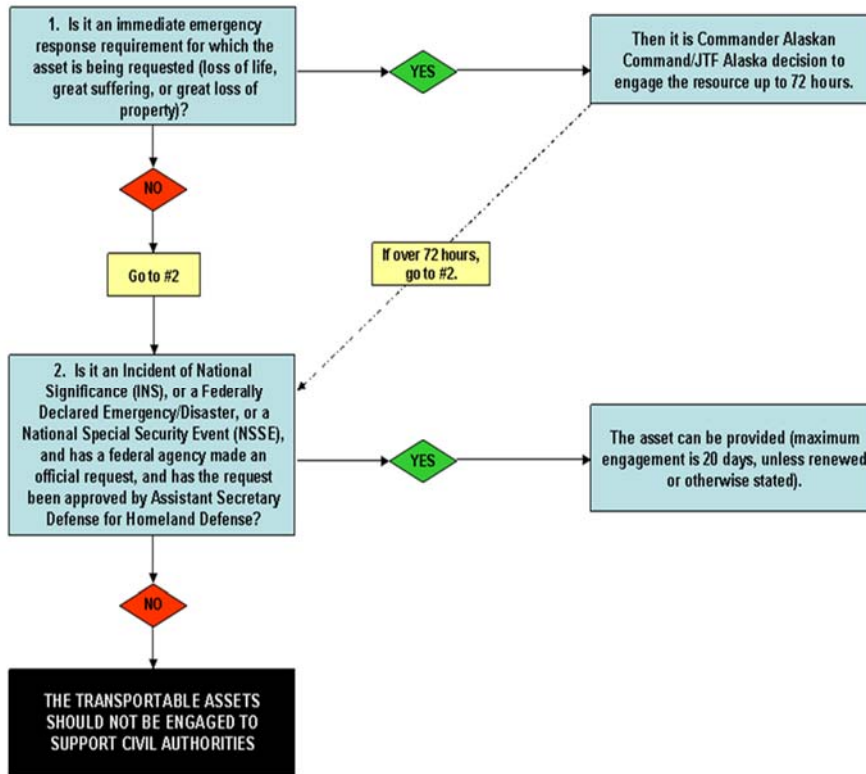 1. Is it an immediate emergency
response requirement for which the
asset is being requested (loss of life,
great suffering, or great loss of
property)?
YES
Then it is Commander Alaskan
Command/JTF Alaska decision to
engage the resource up to 72 hours.
NO
Go to #2
If over 72 hours,
go to #2.
2. Is it an Incident of National
Significance (INS), or a Federally
Declared Emergency/Disaster, or a
National Special Security Event (NSSE),
and has a federal agency made an
official request, and has the request
been approved by Assistant Secretary
Defense for Homeland Defense?
YES
The asset can be provided (maximum
engagement is 20 days, unless renewed
or otherwise stated).
NO
THE TRANSPORTABLE ASSETS
SHOULD NOT BE ENGAGED TO
SUPPORT CIVIL AUTHORITIES